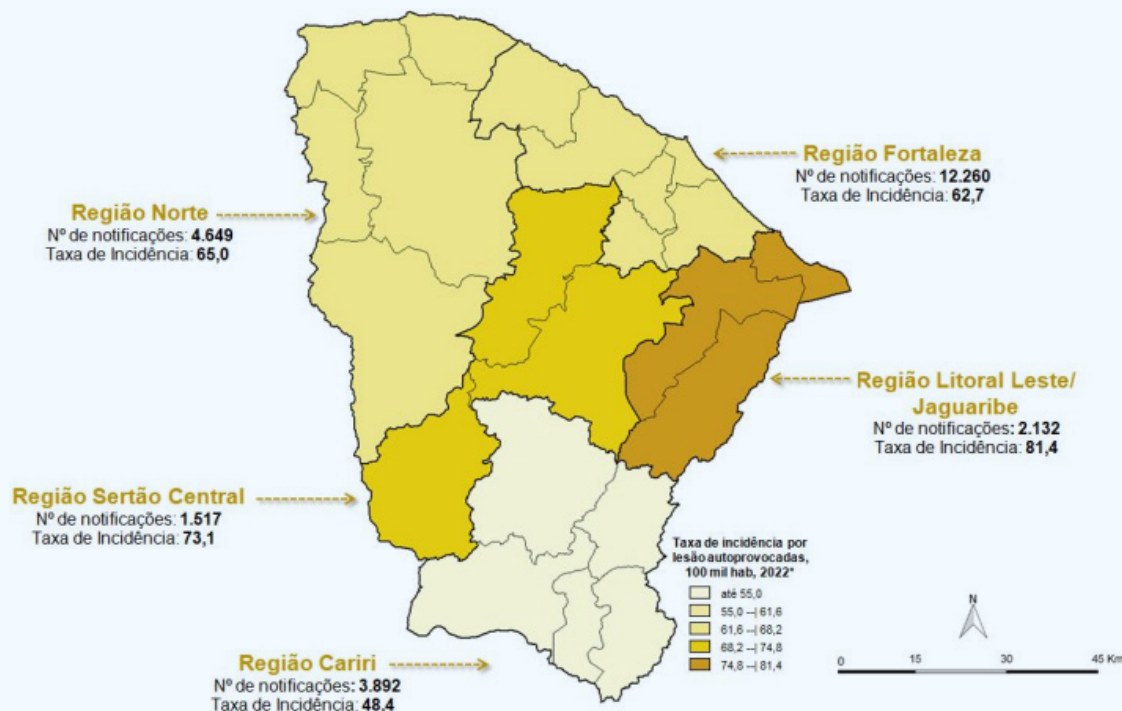 Região Fortaleza
Nº de notificações: 12.260
Taxa de Incidência: 62,7
Região Norte
Nº de notificações: 4.649
Taxa de Incidência: 65,0
Região Litoral Leste/
Jaguaribe
Nº de notificações: 2.132
Taxa de Incidência: 81,4
Região Sertão Central
Nº de notificações: 1.517
Taxa de Incidência: 73,1
Taxa de incidência por
lesão autoprovocadas,
100 mil hab, 2022*
até 55,0
55,0 --| 61,6
61,6 --| 68,2
68,2 --| 74,8
74,8 --| 81,4
N
0 15 30 45 Km
Região Cariri
Nº de notificações: 3.892
Taxa de Incidência: 48,4